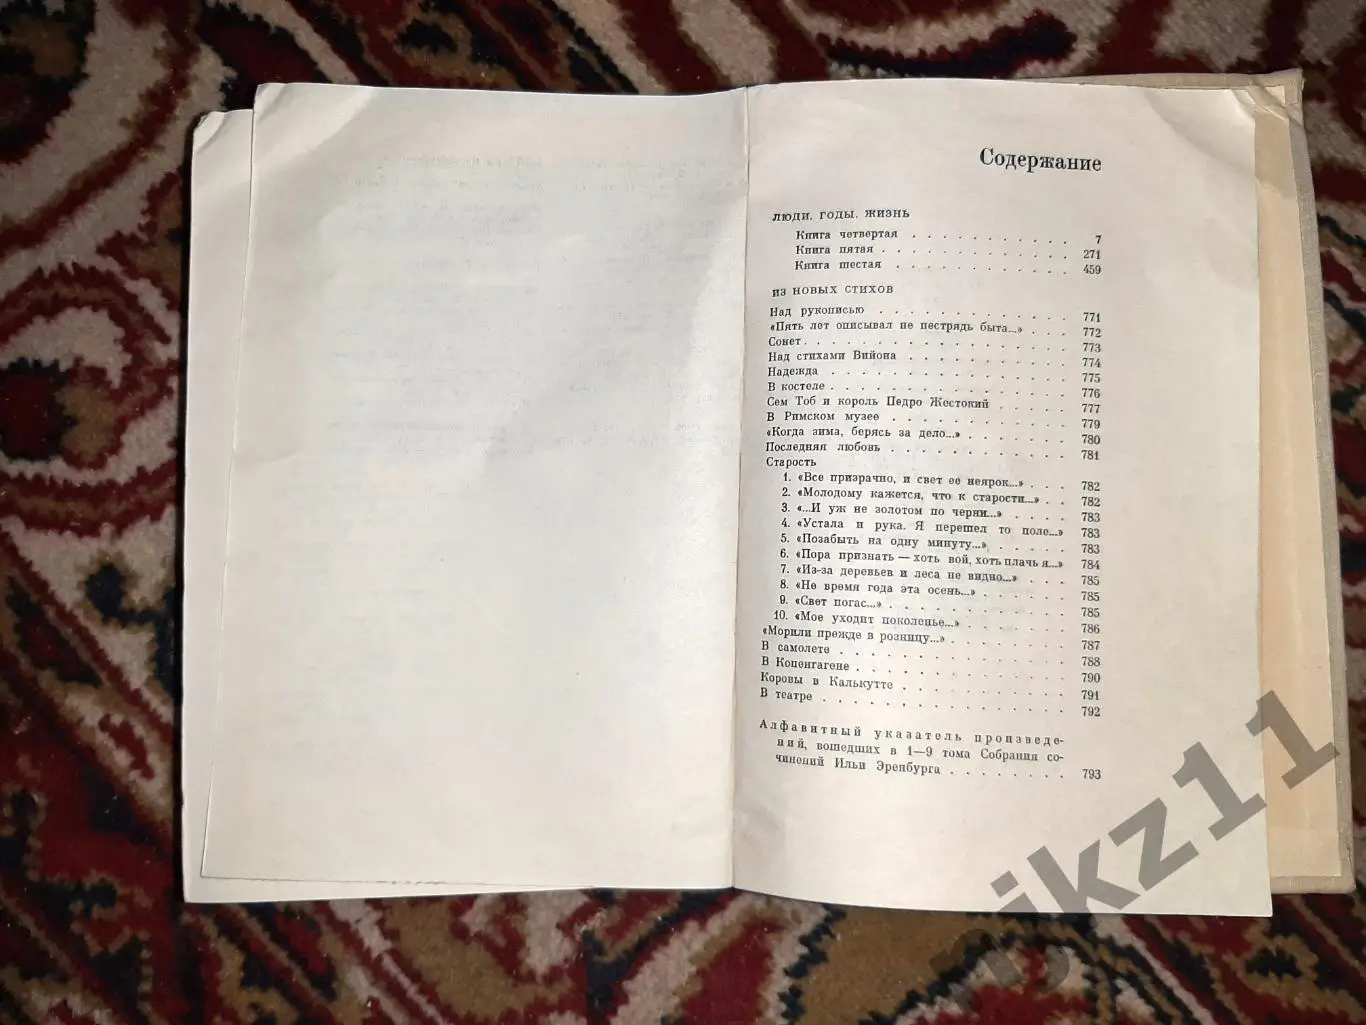 Содержание
ЛЮДИ, ГОДЫ, ЖИЗНЬ
Книга четвертая . . . . . . . . . . . 7
Книга пятая . . . . . . . . . . . . . 271
Книга шестая . . . . . . . . . . . . 459
ИЗ НОВЫХ СТИХОВ
Над рукописью . . . . . . . . . . . . . 771
«Пять лет описывал не пестрядь быта...» . . . 772
Сонет . . . . . . . . . . . . . . . . . . 773
Над стихами Вийона . . . . . . . . . . . 774
Надежда . . . . . . . . . . . . . . . . . 775
В костеле . . . . . . . . . . . . . . . . 776
Сем Тоб и король Педро Жестокий . . . . . 777
В Римском музее . . . . . . . . . . . . 779
«Когда зима, берясь за дело...» . . . . . . . 780
Последняя любовь . . . . . . . . . . . . 781
Старость
1. «Все призрачно, и свет ее неярок...» . . . 782
2. «Молодому кажется, что к старости...» . . 782
3. «...И уж не золотом по черни...» . . . . 783
4. «Устала и рука. Я перешел то поле...» 783
5. «Позабыть на одну минуту...» . . . . . 783
6. «Пора признать — хоть вой, хоть плачь я...» 784
7. «Из-за деревьев и леса не видно...» . . . 785
8. «Не время года эта осень...» . . . . . . 785
9. «Свет погас...» . . . . . . . . . . . . 785
10. «Мое уходит поколенье...» . . . . . . . 786
«Морили прежде в розницу...» . . . . . . . . 787
В самолете . . . . . . . . . . . . . . . 788
В Копенгагене . . . . . . . . . . . . . . 790
Коровы в Калькутте . . . . . . . . . . . 791
В театре . . . . . . . . . . . . . . . . 792
Алфавитный указатель произведе-
ний, вошедших в 1—9 тома Собрания со-
чинений Ильи Эренбурга . . . . . . . . . 793
njkz11